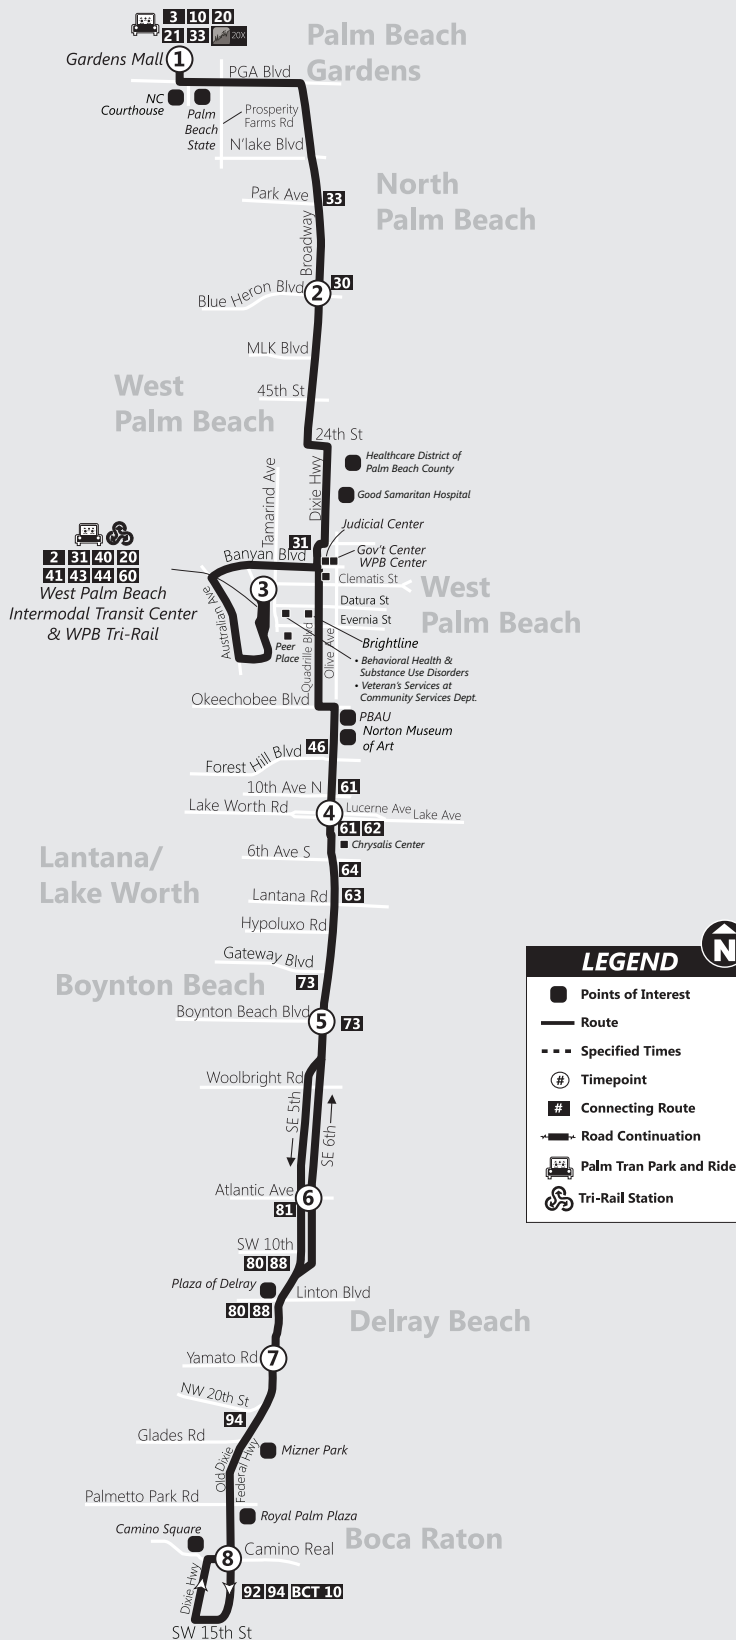 3 10 20
21 33 20X
Gardens Mall 1
Palm Beach
Gardens
PGA Blvd
NC
Courthouse
Palm
Beach
State
Prosperity
Farms Rd
N'lake Blvd
Park Ave
33
North
Palm Beach
Broadway
Blue Heron Blvd
2
30
MLK Blvd
45th St
West
Palm Beach
24th St
Healthcare District of
Palm Beach County
Good Samaritan Hospital
Dixie Hwy
Tamarind Ave
Judicial Center
31
Banyan Blvd
Gov't Center
WPB Center
Clematis St
West
Palm Beach
2 31 40 20
41 43 44 60
West Palm Beach
Intermodal Transit Center
& WPB Tri-Rail
3
Australian Ave
Datura St
Evernia St
Peer
Place
Quadrille Blvd
Olive Ave
Brightline
• Behavioral Health &
Substance Use Disorders
• Veteran's Services at
Community Services Dept.
Okeechobee Blvd
PBAU
Norton Museum
of Art
46
Forest Hill Blvd
10th Ave N
61
Lake Worth Rd
4
Lucerne Ave
Lake Ave
61 62
Chrysalis Center
6th Ave S
64
Lantana/
Lake Worth
Lantana Rd
63
Hypoluxo Rd
Gateway Blvd
73
Boynton Beach
Boynton Beach Blvd
5
73
Woolbright Rd
SE 5th
SE 6th
Atlantic Ave
6
81
SW 10th
80 88
Plaza of Delray
Linton Blvd
80 88
Delray Beach
Yamato Rd
7
NW 20th St
94
Glades Rd
Old Dixie
Federal Hwy
Mizner Park
Palmetto Park Rd
Royal Palm Plaza
Camino Square
Boca Raton
8
Camino Real
Dixie Hwy
92 94 BCT 10
SW 15th St
N
LEGEND
Points of Interest
Route
Specified Times
# Timepoint
# Connecting Route
Road Continuation
Palm Tran Park and Ride
Tri-Rail Station